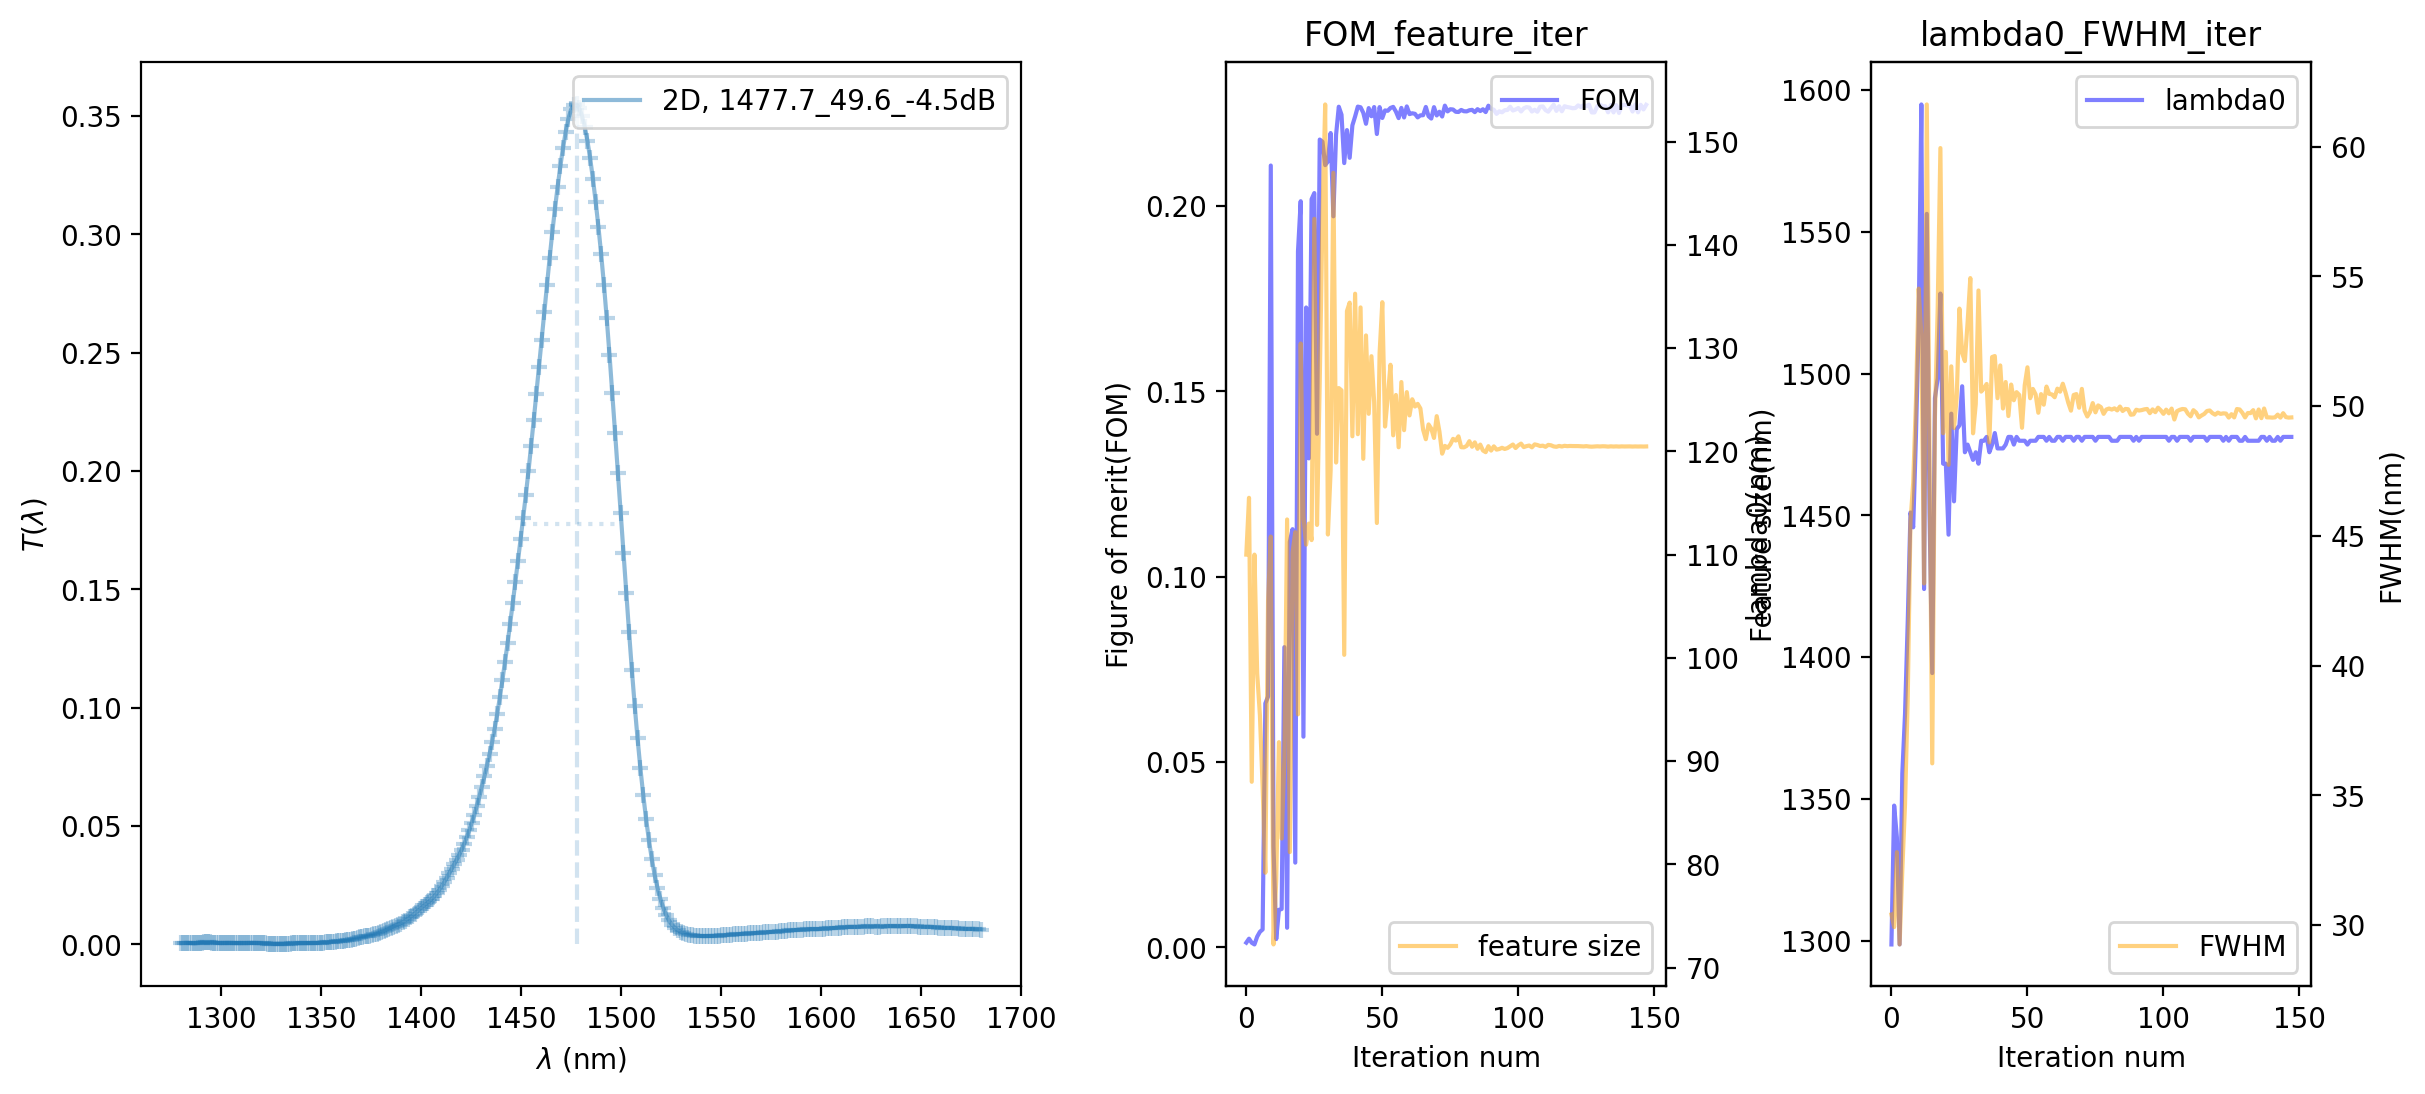 FOM_feature_iter
lambda0_FWHM_iter
2D, 1477.7_49.6_-4.5dB
FOM
lambda0
feature size
FWHM
T(λ)
0.35
0.30
0.25
0.20
0.15
0.10
0.05
0.00
1300 1350 1400 1450 1500 1550 1600 1650 1700
λ (nm)
Figure of merit(FOM)
0.20
0.15
0.10
0.05
0.00
150
140
130
120
110
100
90
80
70
Feature size(nm)
0 50 100 150
Iteration num
lambda0(nm)
1600
1550
1500
1450
1400
1350
1300
60
55
50
45
40
35
30
FWHM(nm)
0 50 100 150
Iteration num